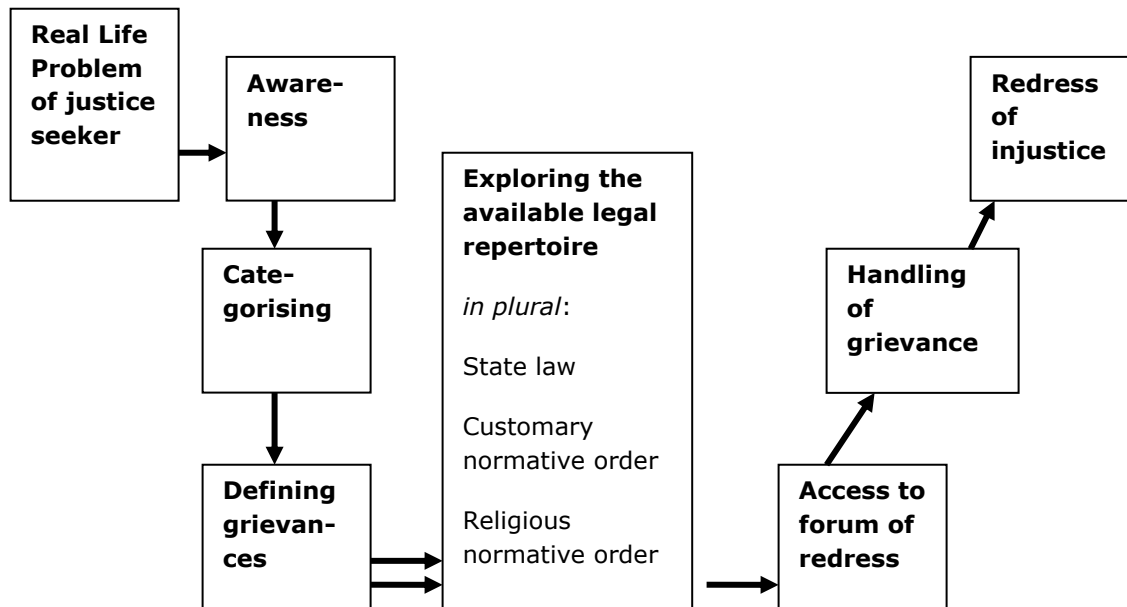 Real Life
Problem
of justice
seeker
Aware-
ness
Cate-
gorising
Defining
grievan-
ces
Exploring the
available legal
repertoire
in plural:
State law
Customary
normative order
Religious
normative order
Access to
forum of
redress
Handling
of
grievance
Redress
of
injustice